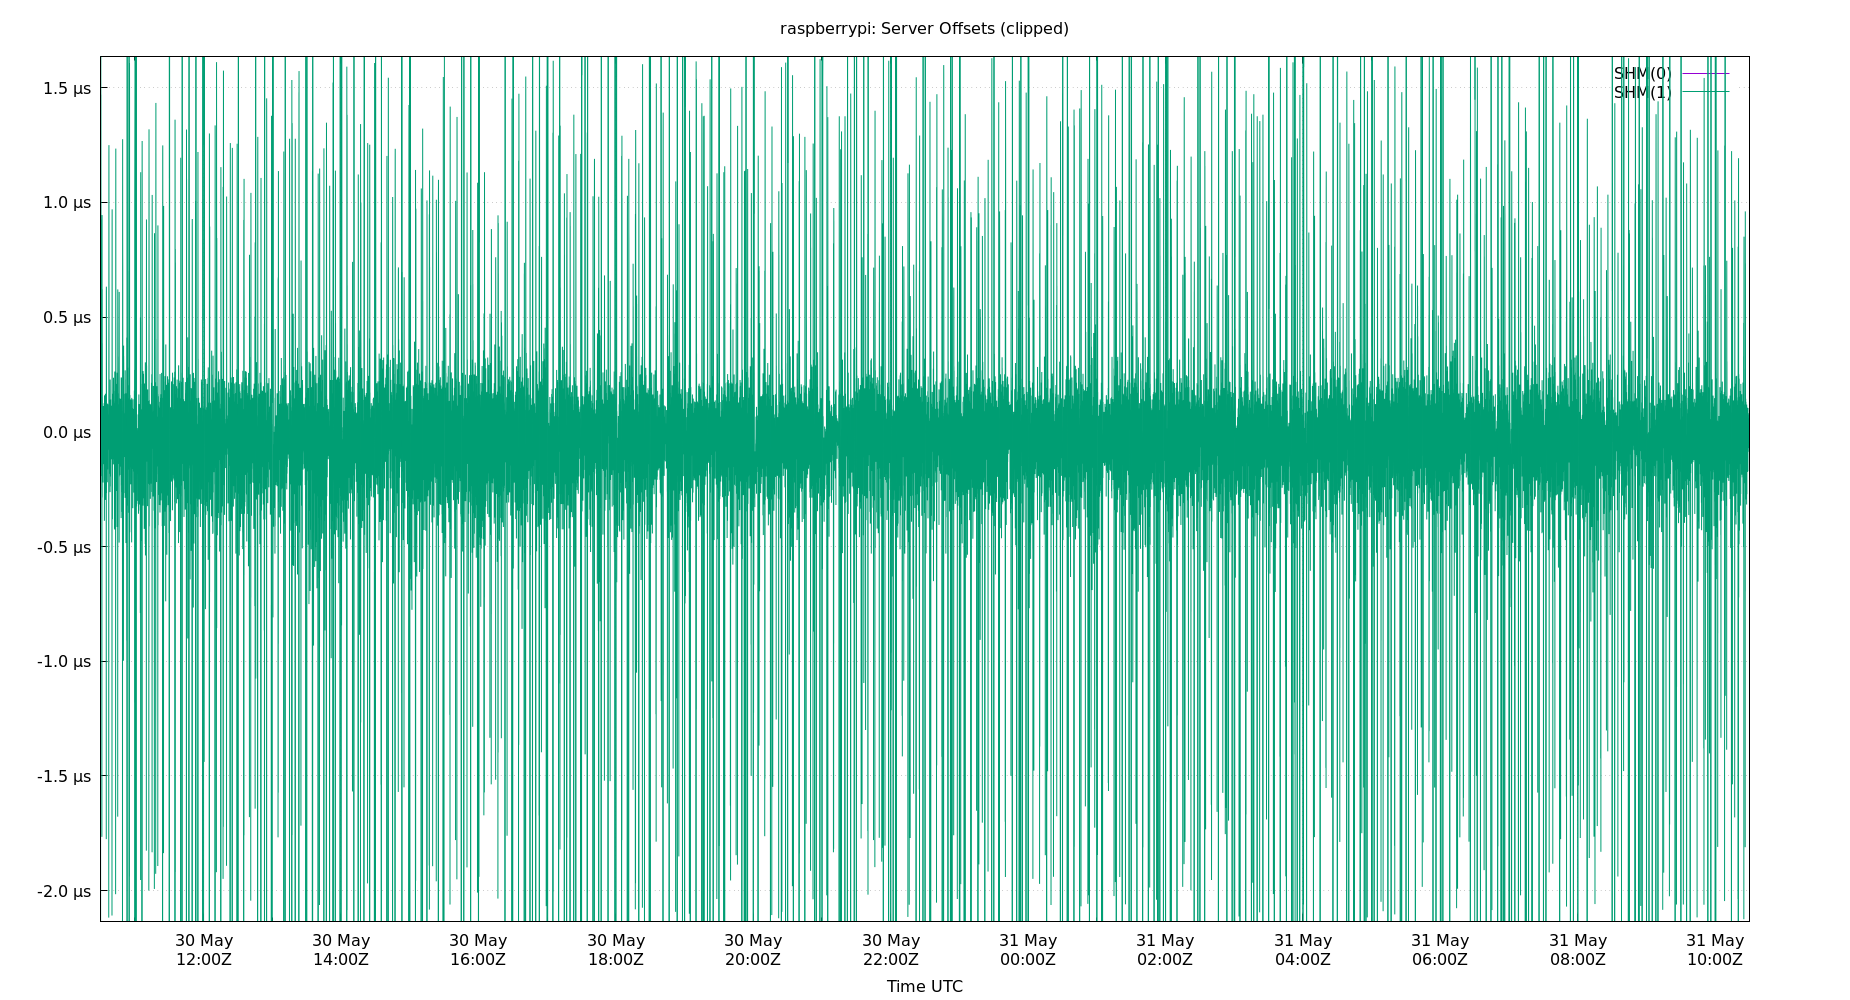 raspberrypi: Server Offsets (clipped)
SHM(0)
SHM(1)
1.5 µs
1.0 µs
0.5 µs
0.0 µs
-0.5 µs
-1.0 µs
-1.5 µs
-2.0 µs
30 May 30 May 30 May 30 May 30 May 30 May 31 May 31 May 31 May 31 May 31 May 31 May
12:00Z 14:00Z 16:00Z 18:00Z 20:00Z 22:00Z 00:00Z 02:00Z 04:00Z 06:00Z 08:00Z 10:00Z
Time UTC